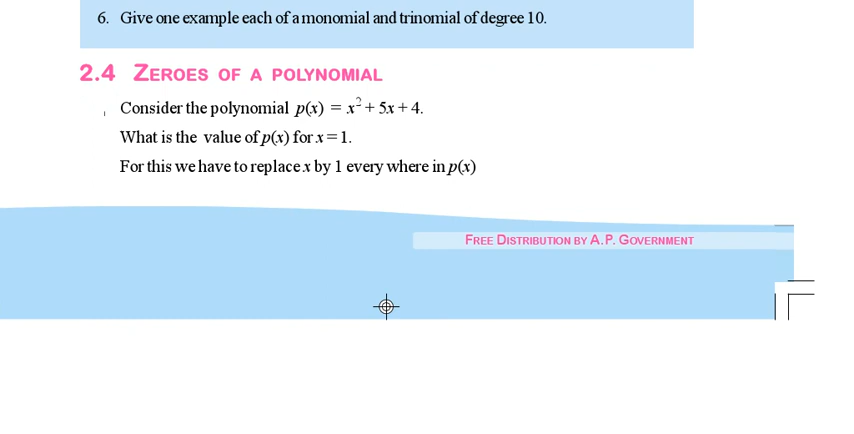 6. Give one example each of a monomial and trinomial of degree 10.
2.4 ZEROES OF A POLYNOMIAL
Consider the polynomial p(x) = x² + 5x + 4.
What is the value of p(x) for x = 1.
For this we have to replace x by 1 every where in p(x)
FREE DISTRIBUTION BY A.P. GOVERNMENT